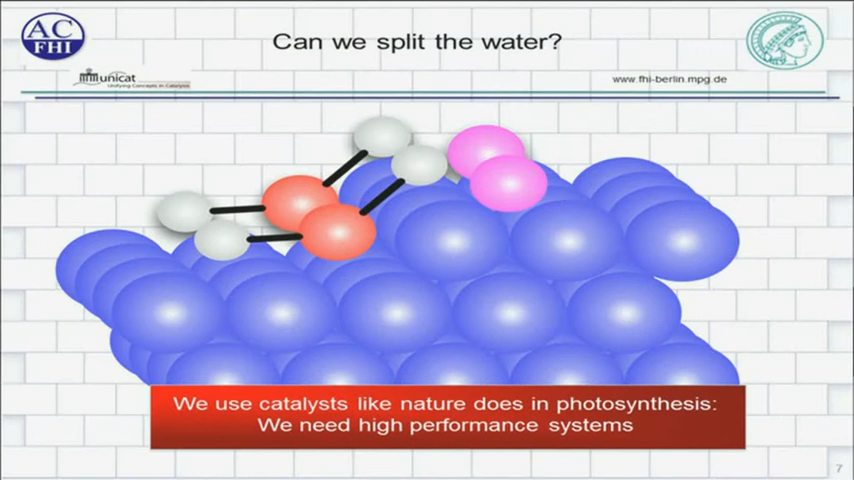 AC
FHI
Can we split the water?
unicat
Unifying Concepts in Catalysis
www.fhi-berlin.mpg.de
We use catalysts like nature does in photosynthesis:
We need high performance systems
7